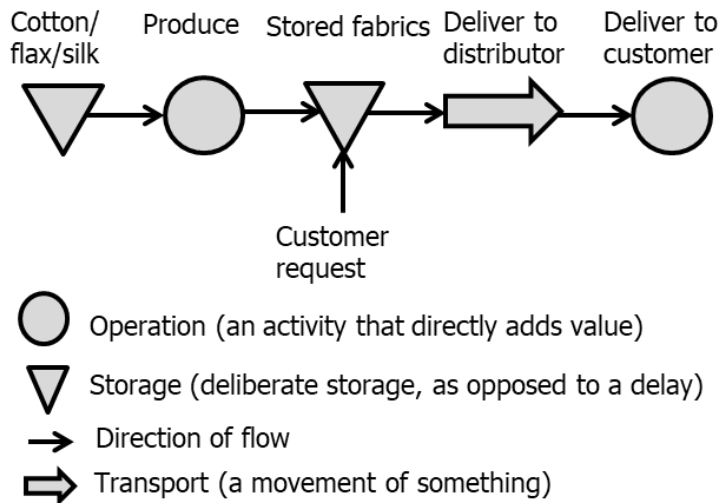 Cotton/
flax/silk
Produce
Stored fabrics
Deliver to
distributor
Deliver to
customer
Customer
request
Operation (an activity that directly adds value)
Storage (deliberate storage, as opposed to a delay)
Direction of flow
Transport (a movement of something)